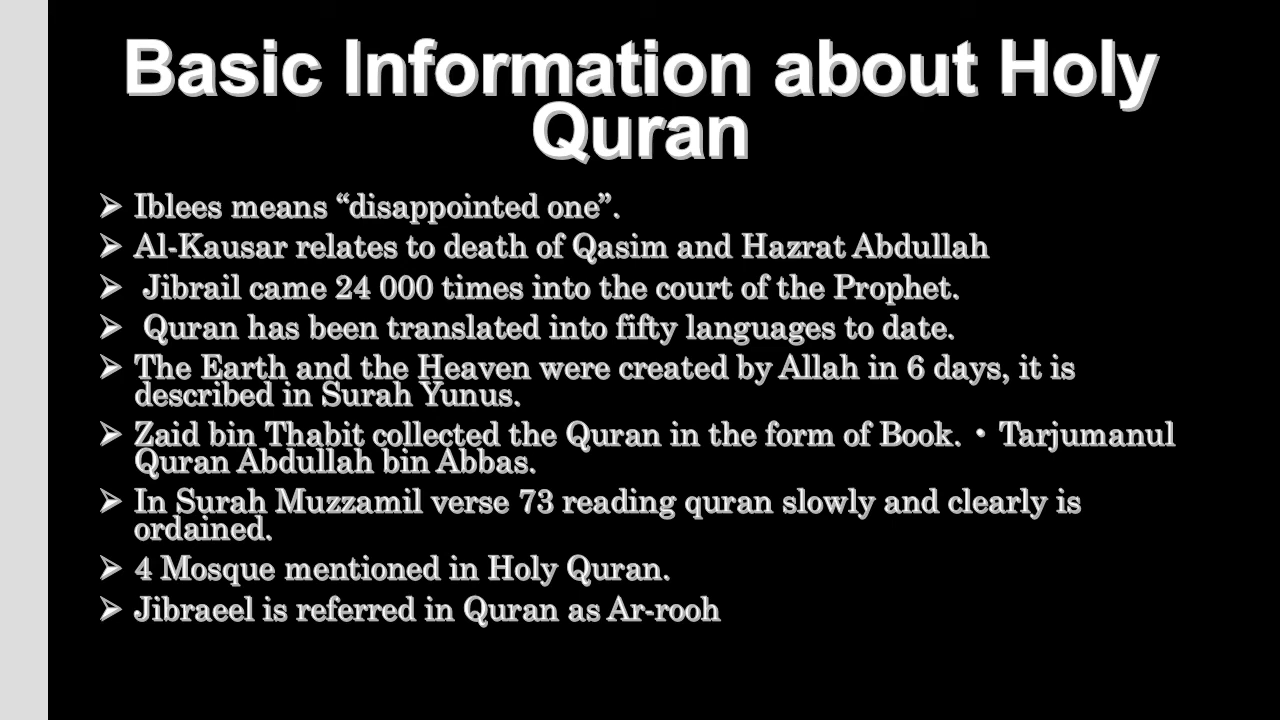 Basic Information about Holy
Quran
➢ Iblees means “disappointed one”.
➢ Al-Kausar relates to death of Qasim and Hazrat Abdullah
➢ Jibrail came 24 000 times into the court of the Prophet.
➢ Quran has been translated into fifty languages to date.
➢ The Earth and the Heaven were created by Allah in 6 days, it is
described in Surah Yunus.
➢ Zaid bin Thabit collected the Quran in the form of Book. • Tarjumanul
Quran Abdullah bin Abbas.
➢ In Surah Muzzamil verse 73 reading quran slowly and clearly is
ordained.
➢ 4 Mosque mentioned in Holy Quran.
➢ Jibraeel is referred in Quran as Ar-rooh